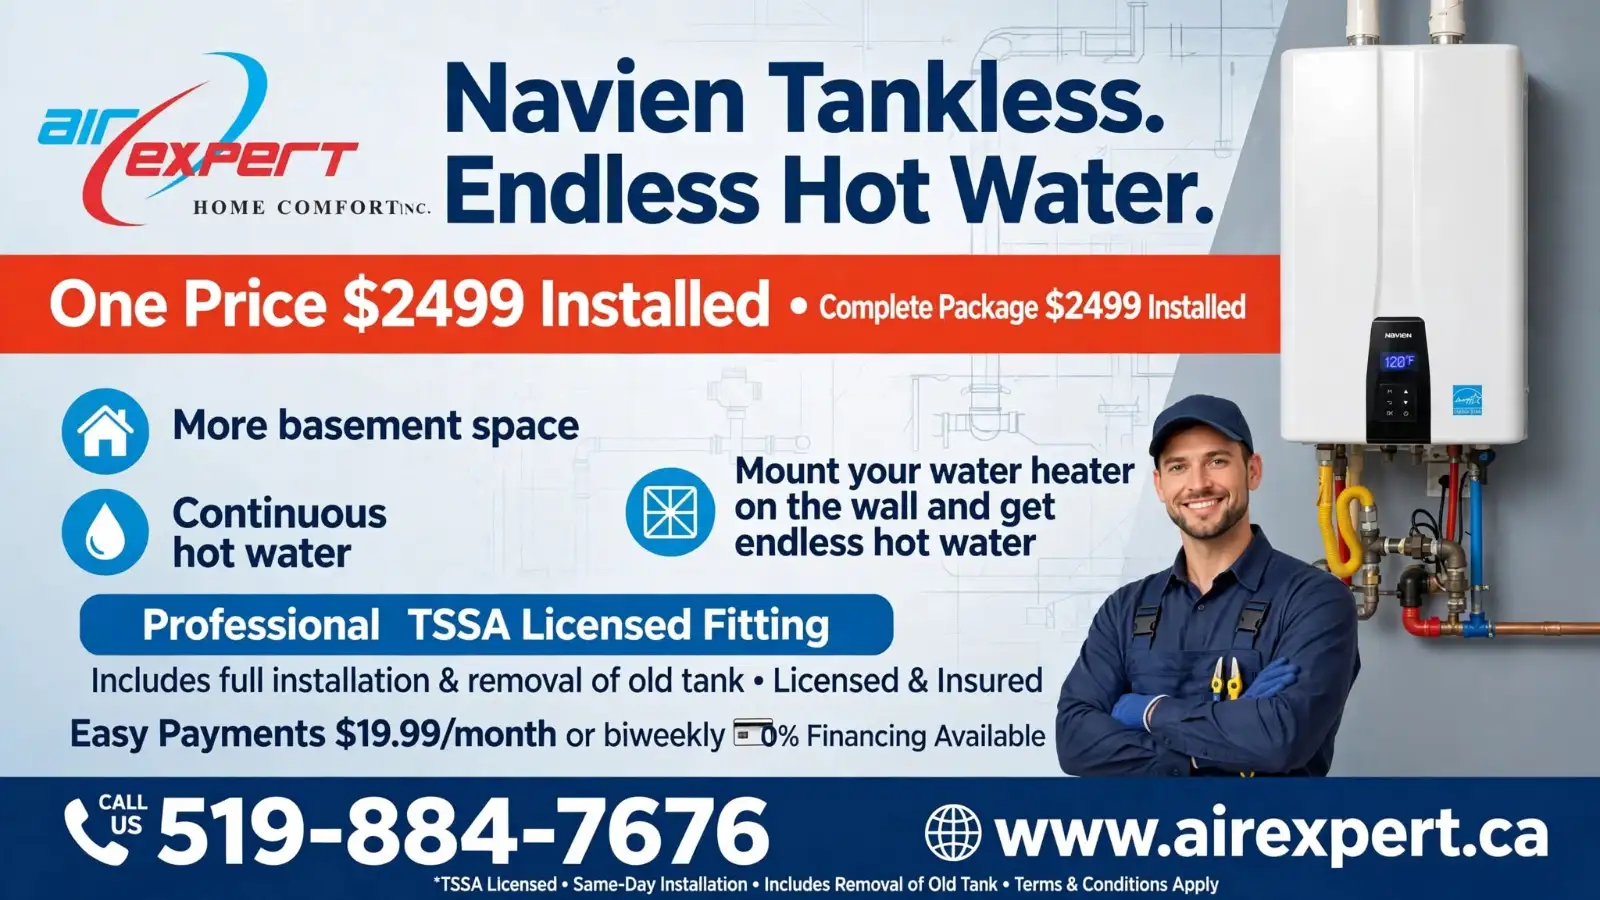 air expert
HOME COMFORT INC.
Navien Tankless.
Endless Hot Water.
One Price $2499 Installed • Complete Package $2499 Installed
More basement space
Continuous
hot water
Mount your water heater
on the wall and get
endless hot water
Professional TSSA Licensed Fitting
Includes full installation & removal of old tank • Licensed & Insured
Easy Payments $19.99/month or biweekly 0% Financing Available
NAVIEN
120°F
CALL
US
519-884-7676
www.airexpert.ca
*TSSA Licensed • Same-Day Installation • Includes Removal of Old Tank • Terms & Conditions Apply